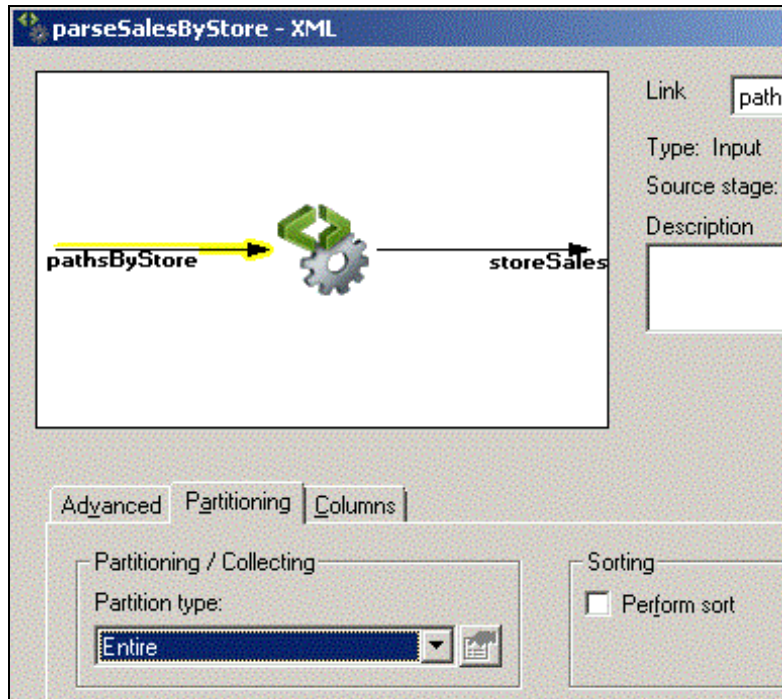 parseSalesByStore - XML
Link path
Type: Input
Source stage:
Description
pathsByStore
storeSales
Advanced Partitioning Columns
Partitioning / Collecting
Sorting
Partition type:
Perform sort
Entire